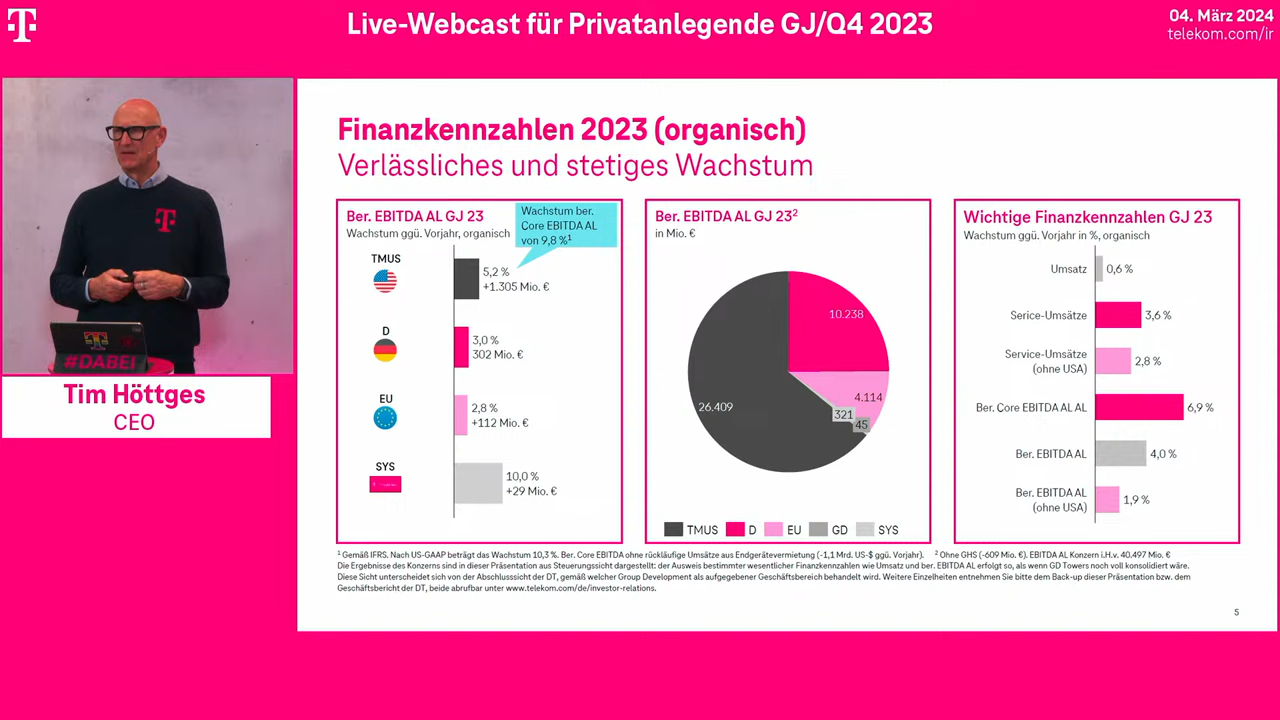 Live-Webcast für Privatanlegende GJ/Q4 2023
04. März 2024
telekom.com/ir
#DABEI
Tim Höttges
CEO
Finanzkennzahlen 2023 (organisch)
Verlässliches und stetiges Wachstum
Ber. EBITDA AL GJ 23
Wachstum ggü. Vorjahr, organisch
Wachstum ber.
Core EBITDA AL
von 9,8 %¹
TMUS
5,2 %
+1.305 Mio. €
D
3,0 %
302 Mio. €
EU
2,8 %
+112 Mio. €
SYS
10,0 %
+29 Mio. €
Ber. EBITDA AL GJ 23²
in Mio. €
10.238
4.114
321
45
26.409
TMUS D EU GD SYS
Wichtige Finanzkennzahlen GJ 23
Wachstum ggü. Vorjahr in %, organisch
Umsatz 0,6 %
Serice-Umsätze 3,6 %
Service-Umsätze
(ohne USA) 2,8 %
Ber. Core EBITDA AL AL 6,9 %
Ber. EBITDA AL 4,0 %
Ber. EBITDA AL
(ohne USA) 1,9 %
¹ Gemäß IFRS. Nach US-GAAP beträgt das Wachstum 10,3 %. Ber. Core EBITDA ohne rückläufige Umsätze aus Endgerätevermietung (-1,1 Mrd. US-$ ggü. Vorjahr). ² Ohne GHS (-609 Mio. €). EBITDA AL Konzern i.H.v. 40.497 Mio. €
Die Ergebnisse des Konzerns sind in dieser Präsentation aus Steuerungssicht dargestellt: der Ausweis bestimmter wesentlicher Finanzkennzahlen wie Umsatz und ber. EBITDA AL erfolgt so, als wenn GD Towers noch voll konsolidiert wäre.
Diese Sicht unterscheidet sich von der Abschlusssicht der DT, gemäß welcher Group Development als aufgegebener Geschäftsbereich behandelt wird. Weitere Einzelheiten entnehmen Sie bitte dem Back-up dieser Präsentation bzw. dem
Geschäftsbericht der DT, beide abrufbar unter www.telekom.com/de/investor-relations.
5